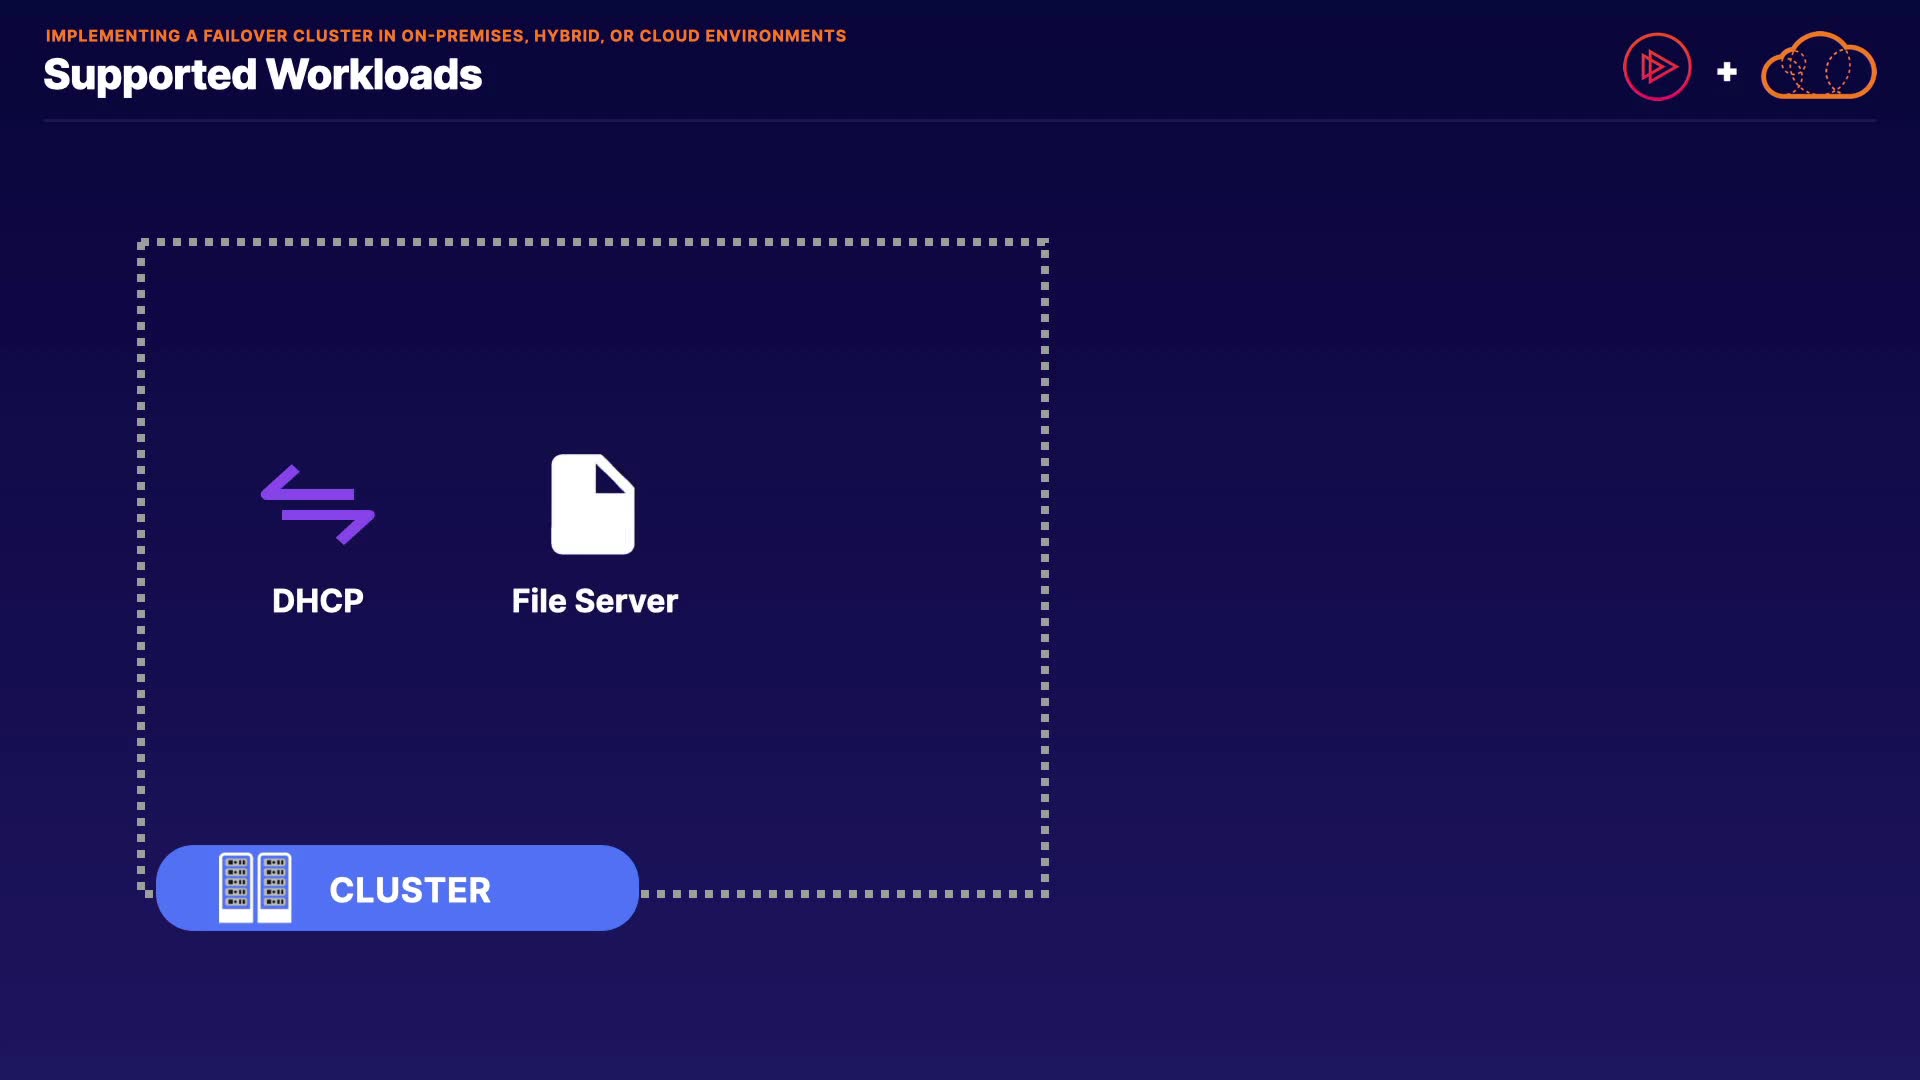 IMPLEMENTING A FAILOVER CLUSTER IN ON-PREMISES, HYBRID, OR CLOUD ENVIRONMENTS
Supported Workloads
DHCP
File Server
CLUSTER